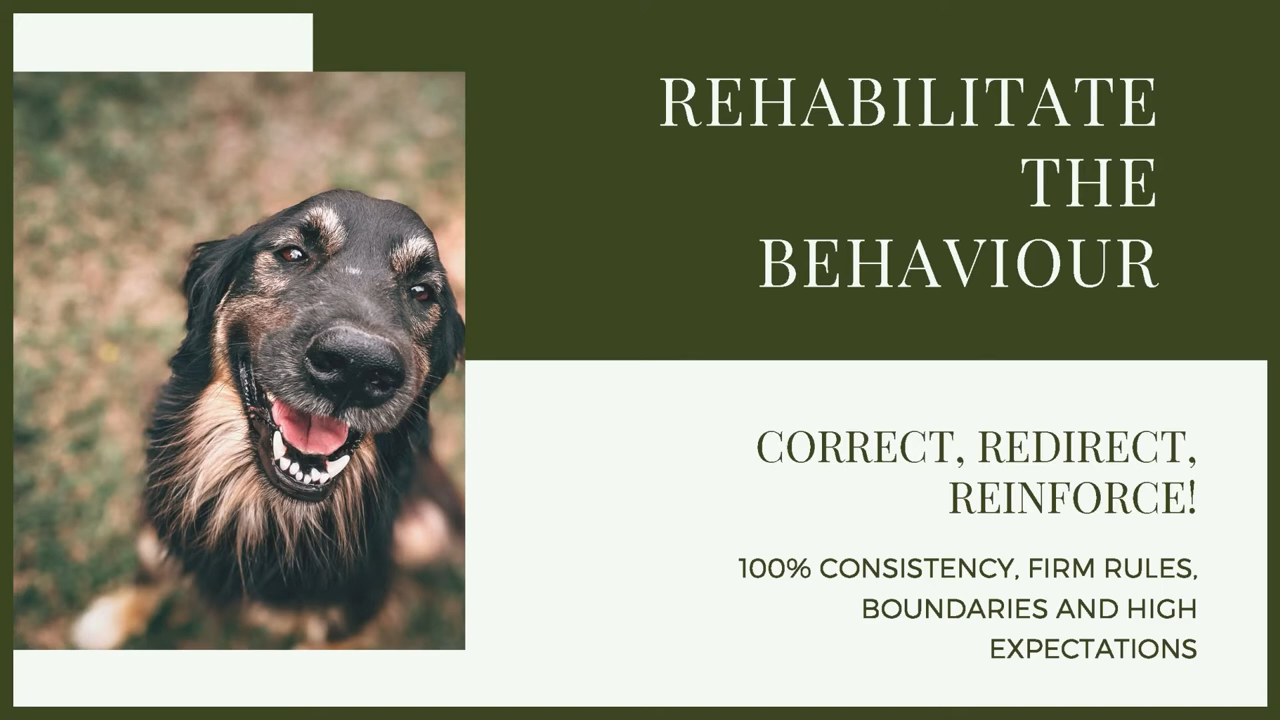 REHABILITATE
THE
BEHAVIOUR
CORRECT, REDIRECT,
REINFORCE!
100% CONSISTENCY, FIRM RULES,
BOUNDARIES AND HIGH
EXPECTATIONS